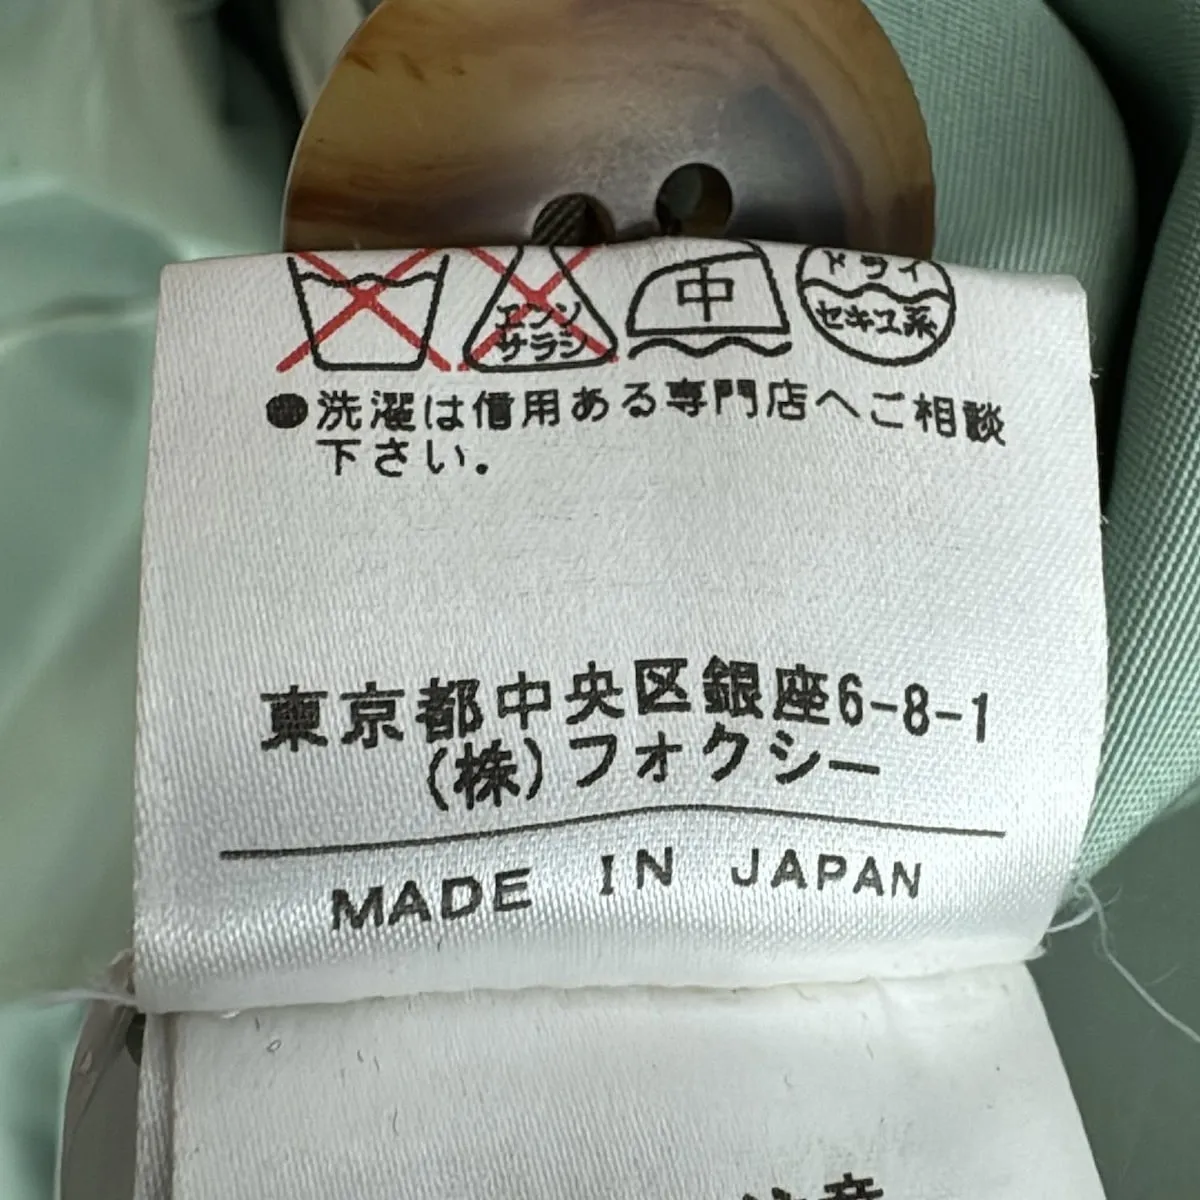 エンソ
サラシ
中
ドライ
セキユ系
●洗濯は信用ある専門店へご相談
下さい。
東京都中央区銀座6-8-1
(株)フォクシー
MADE IN JAPAN